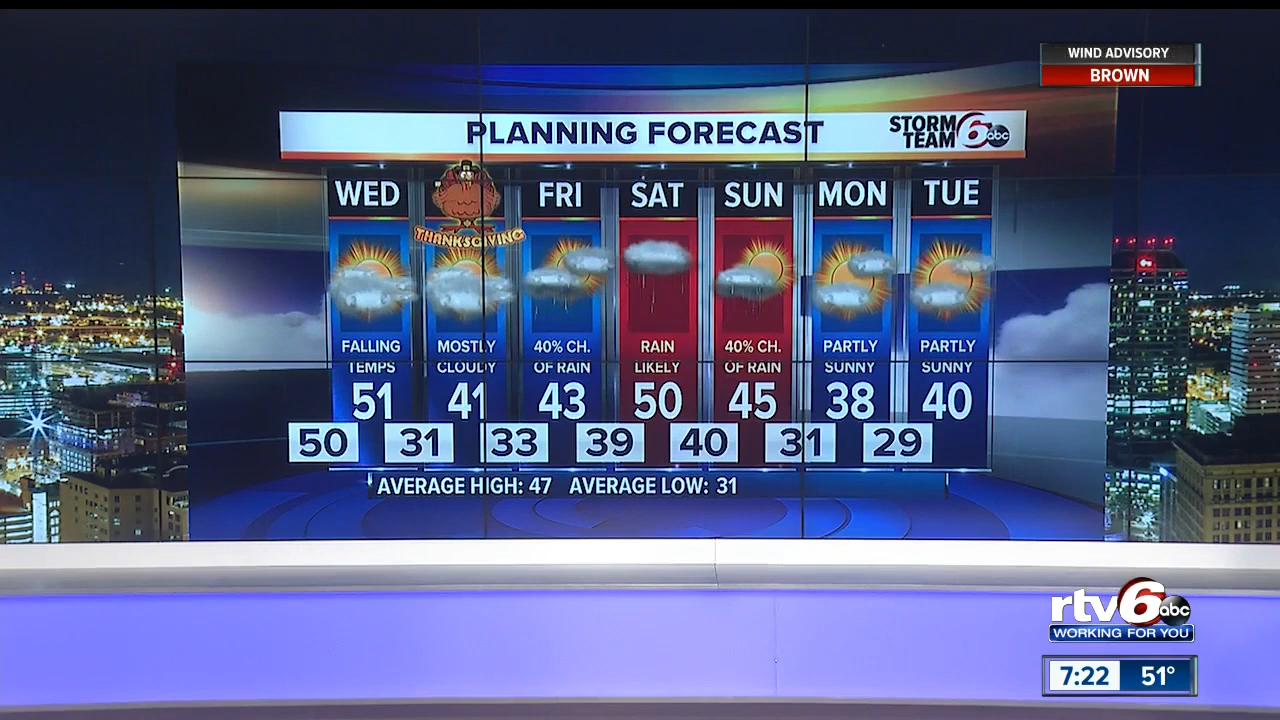 WIND ADVISORY
BROWN
PLANNING FORECAST
STORM TEAM 6 abc
WED
THANKSGIVING
FRI
SAT
SUN
MON
TUE
FALLING TEMPS
MOSTLY CLOUDY
40% CH. OF RAIN
RAIN LIKELY
40% CH. OF RAIN
PARTLY SUNNY
PARTLY SUNNY
51 41 43 50 45 38 40
50 31 33 39 40 31 29
AVERAGE HIGH: 47 AVERAGE LOW: 31
rtv6 abc
WORKING FOR YOU
7:22 51°